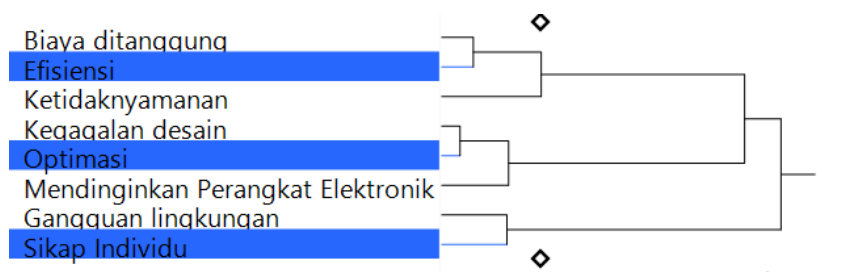 Biaya ditanggung
Efisiensi
Ketidaknyamanan
Kegagalan desain
Optimasi
Mendinginkan Perangkat Elektronik
Gangguan lingkungan
Sikap Individu